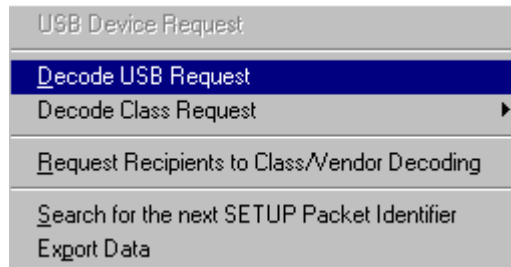 USB Device Request
Decode USB Request
Decode Class Request
Request Recipients to Class/Vendor Decoding
Search for the next SETUP Packet Identifier
Export Data